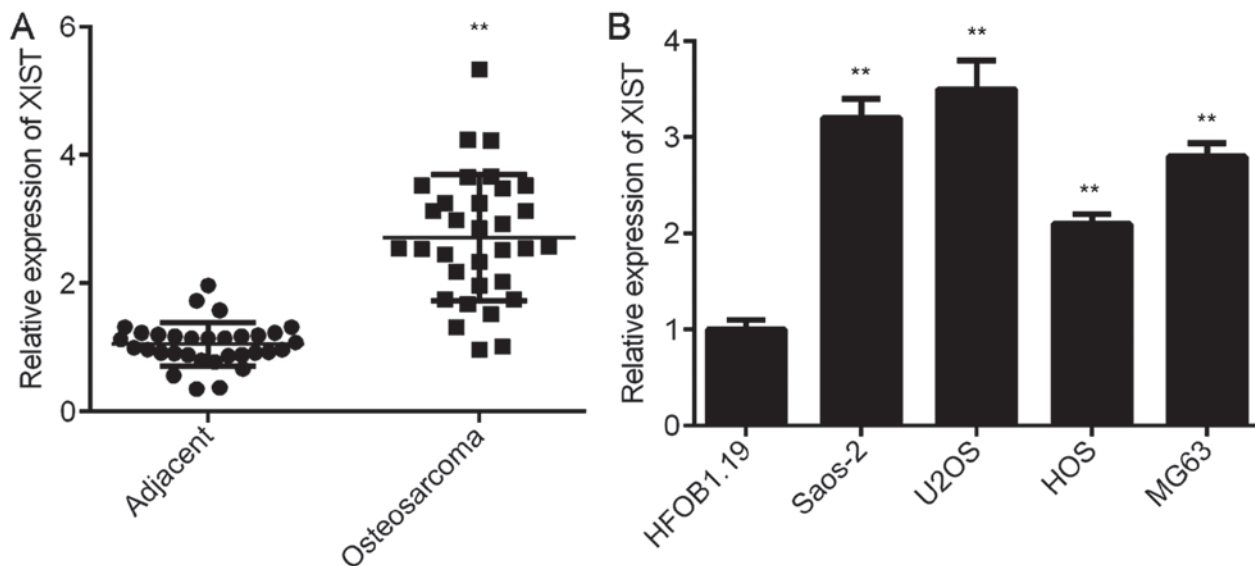 A
Relative expression of XIST
6
4
2
0
**
Adjacent
Osteosarcoma
B
Relative expression of XIST
4
3
2
1
0
**
**
**
**
HFOB1.19
Saos-2
U2OS
HOS
MG63